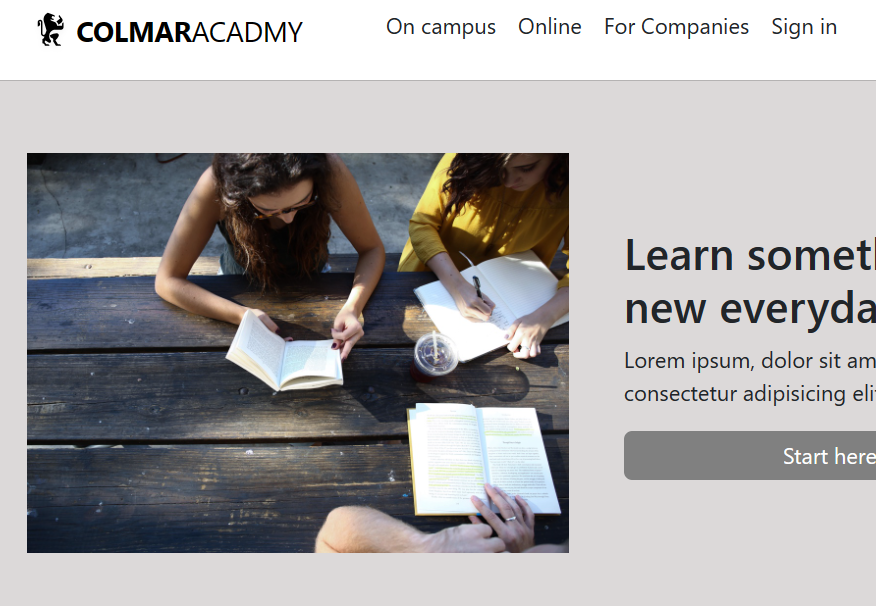 COLMARACADMY
On campus Online For Companies Sign in
Learn someth
new everyda
Lorem ipsum, dolor sit am
consectetur adipisicing elit
Start here